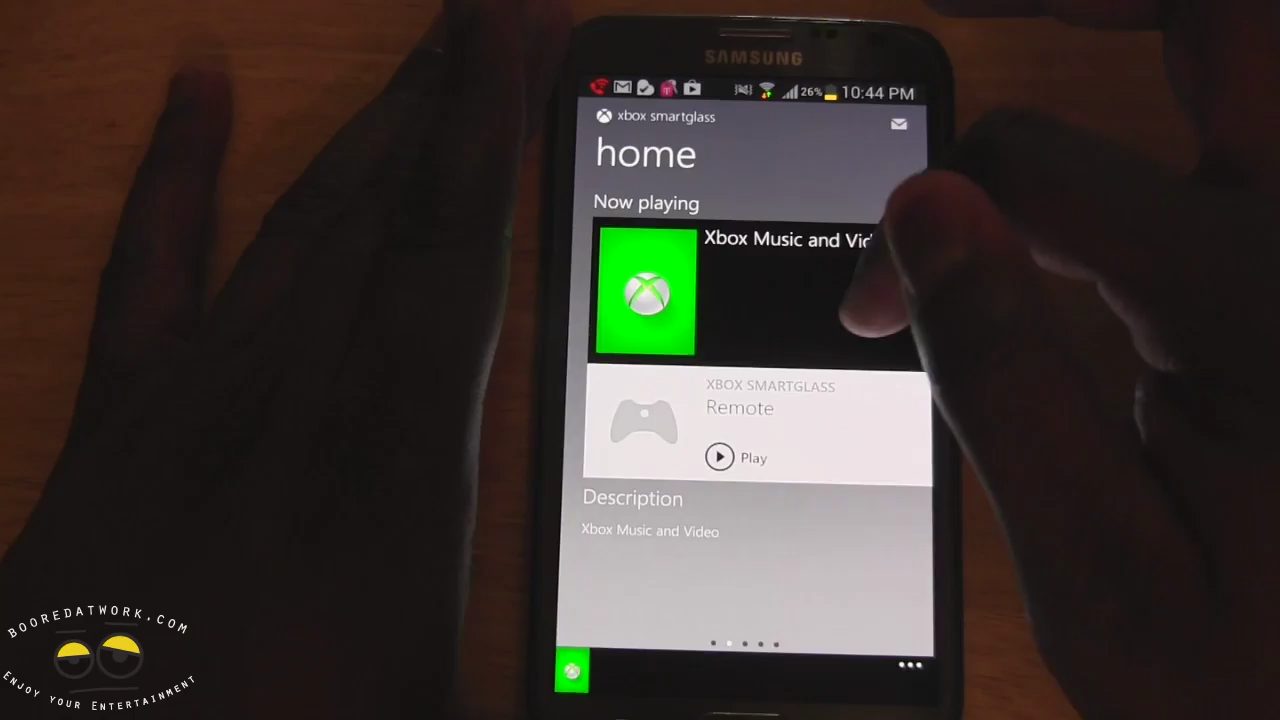 SAMSUNG
26% 10:44 PM
xbox smartglass
home
Now playing
Xbox Music and Vid
XBOX SMARTGLASS
Remote
Play
Description
Xbox Music and Video
BOOREDATWORK.COM
ENJOY YOUR ENTERTAINMENT